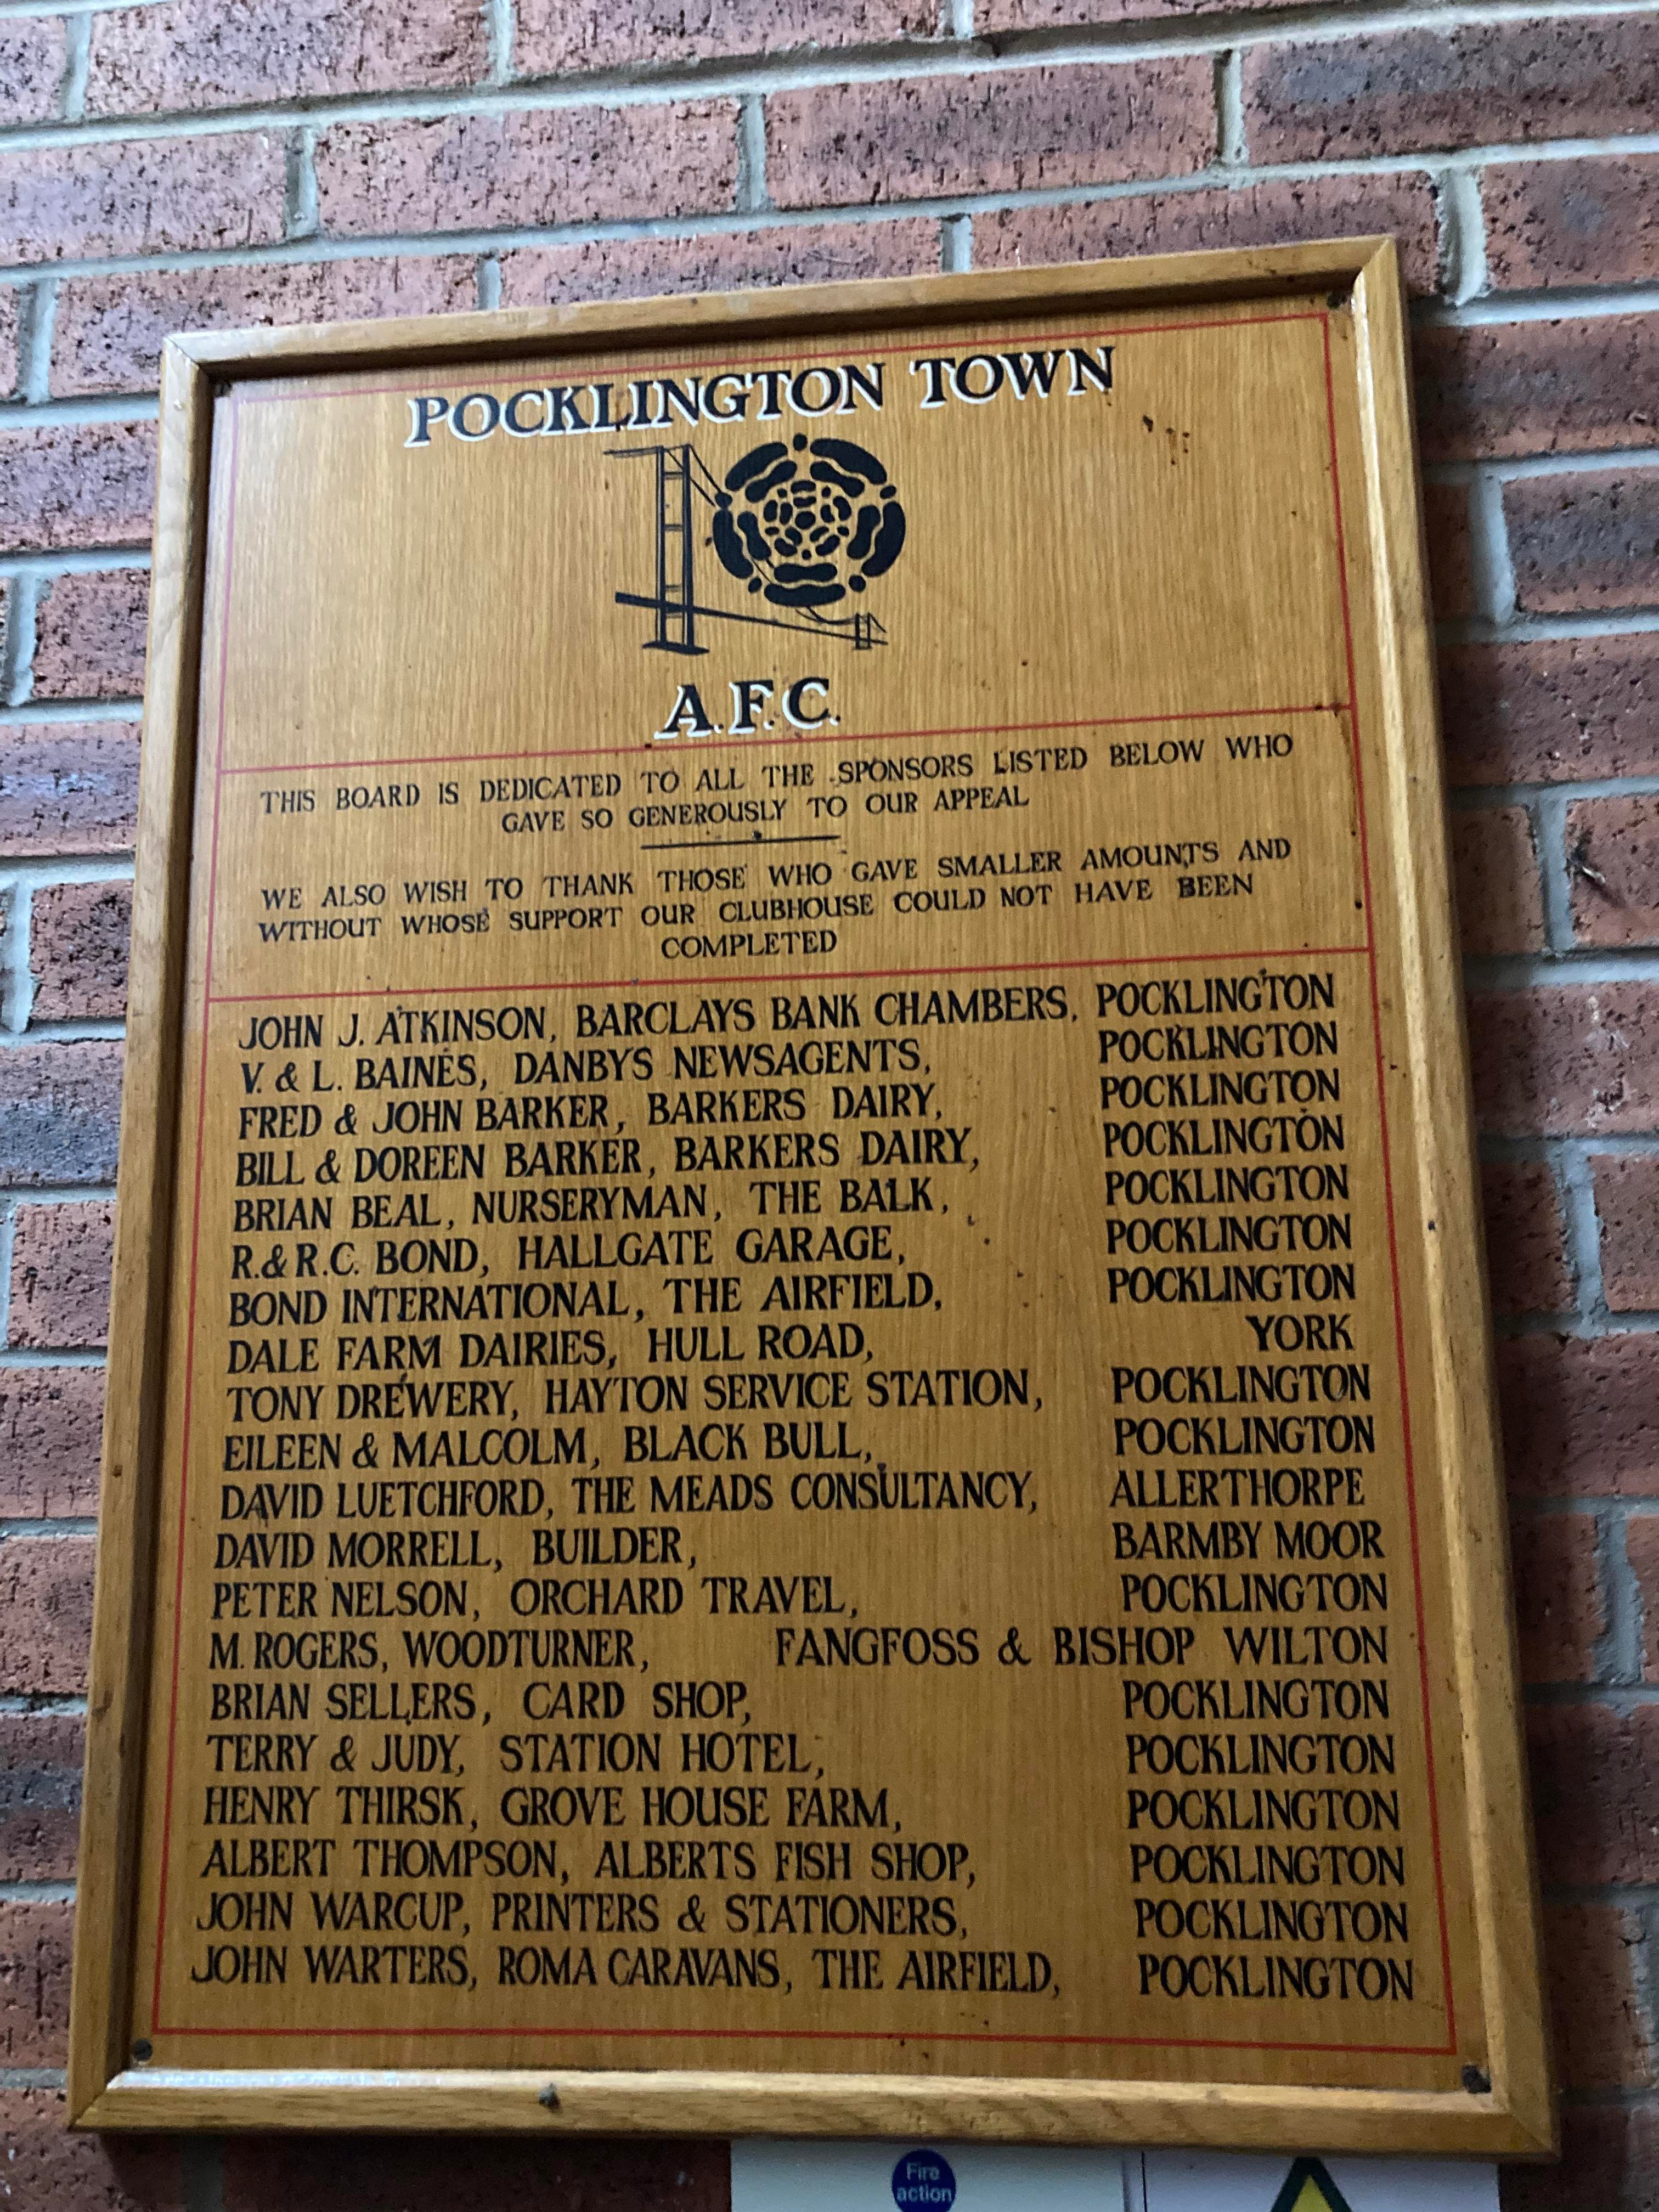 POCKLINGTON TOWN
A.F.C.
THIS BOARD IS DEDICATED TO ALL THE SPONSORS LISTED BELOW WHO
GAVE SO GENEROUSLY TO OUR APPEAL
WE ALSO WISH TO THANK THOSE WHO GAVE SMALLER AMOUNTS AND
WITHOUT WHOSE SUPPORT OUR CLUBHOUSE COULD NOT HAVE BEEN
COMPLETED
JOHN J. ATKINSON, BARCLAYS BANK CHAMBERS, POCKLINGTON
V. & L. BAINES, DANBYS NEWSAGENTS, POCKLINGTON
FRED & JOHN BARKER, BARKERS DAIRY, POCKLINGTON
BILL & DOREEN BARKER, BARKERS DAIRY, POCKLINGTON
BRIAN BEAL, NURSERYMAN, THE BALK, POCKLINGTON
R.& R.C. BOND, HALLGATE GARAGE, POCKLINGTON
BOND INTERNATIONAL, THE AIRFIELD, POCKLINGTON
DALE FARM DAIRIES, HULL ROAD, YORK
TONY DREWERY, HAYTON SERVICE STATION, POCKLINGTON
EILEEN & MALCOLM, BLACK BULL, POCKLINGTON
DAVID LUETCHFORD, THE MEADS CONSULTANCY, ALLERTHORPE
DAVID MORRELL, BUILDER, BARMBY MOOR
PETER NELSON, ORCHARD TRAVEL, POCKLINGTON
M. ROGERS, WOODTURNER, FANGFOSS & BISHOP WILTON
BRIAN SELLERS, CARD SHOP, POCKLINGTON
TERRY & JUDY, STATION HOTEL, POCKLINGTON
HENRY THIRSK, GROVE HOUSE FARM, POCKLINGTON
ALBERT THOMPSON, ALBERTS FISH SHOP, POCKLINGTON
JOHN WARCUP, PRINTERS & STATIONERS, POCKLINGTON
JOHN WARTERS, ROMA CARAVANS, THE AIRFIELD, POCKLINGTON
Fire
action